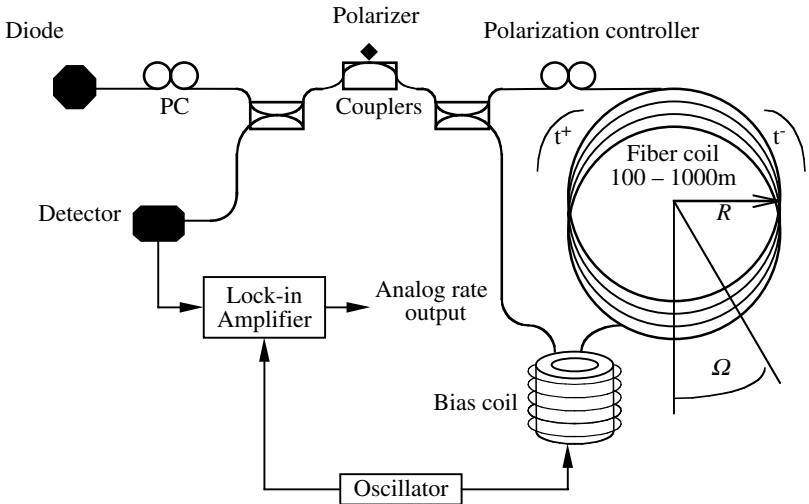 Diode
Polarizer
Polarization controller
PC
Couplers
t+
t-
Fiber coil
100 – 1000m
R
Detector
Lock-in
Amplifier
Analog rate
output
Ω
Bias coil
Oscillator